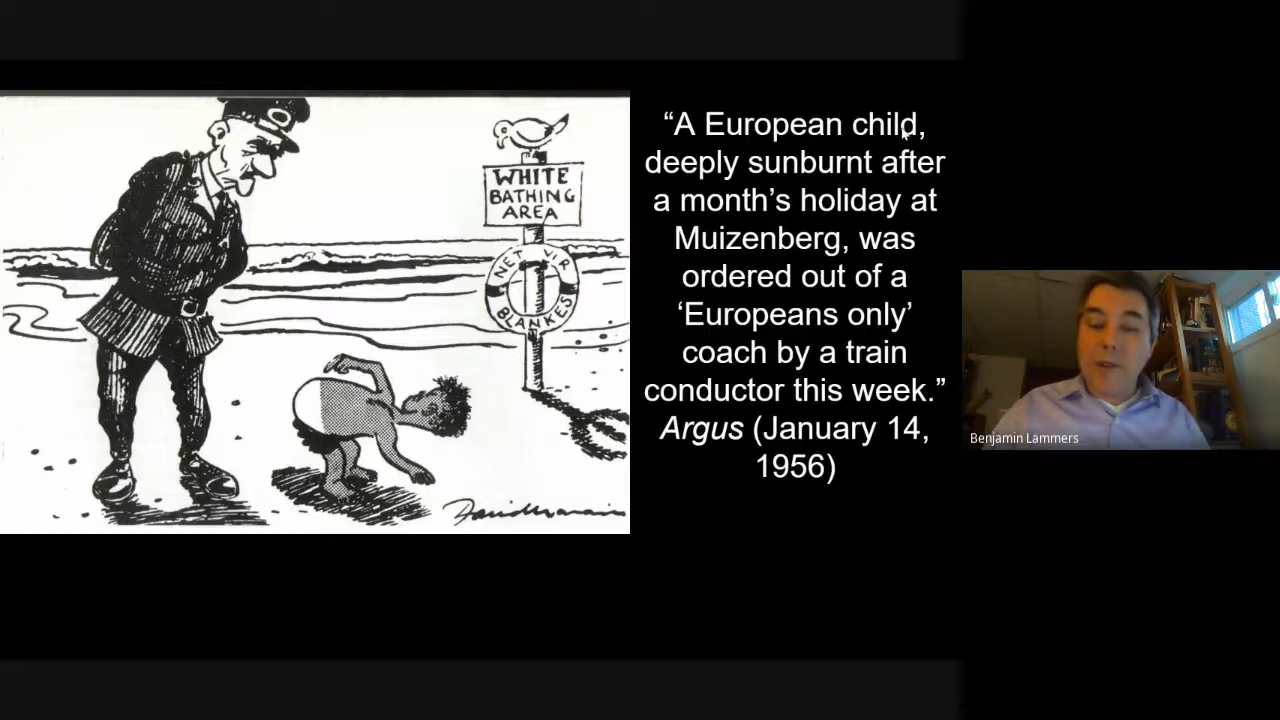 WHITE
BATHING
AREA
NET VIR
BLANKES
“A European child,
deeply sunburnt after
a month’s holiday at
Muizenberg, was
ordered out of a
‘Europeans only’
coach by a train
conductor this week.”
Argus (January 14,
1956)
Benjamin Lammers